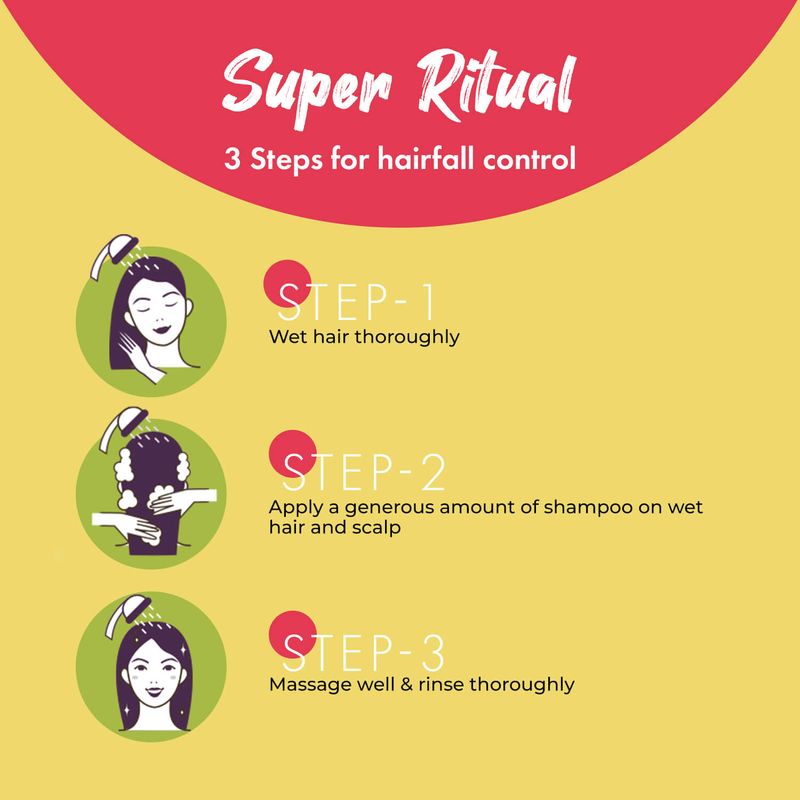 Super Ritual
3 Steps for hairfall control
STEP-1
Wet hair thoroughly
STEP-2
Apply a generous amount of shampoo on wet
hair and scalp
STEP-3
Massage well & rinse thoroughly